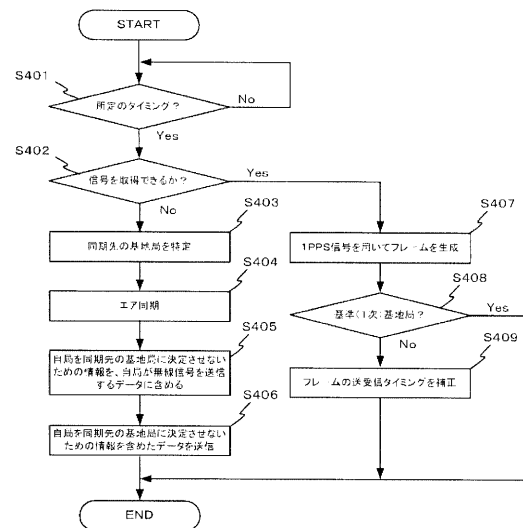 START
S401
所定のタイミング?
No
Yes
S402
信号を取得できるか?
Yes
No
S403
同期先の基地局を特定
S404
エア同期
S405
自局を同期先の基地局に決定させない
ための情報を、自局が無線信号を送信
するデータに含める
S406
自局を同期先の基地局に決定させない
ための情報を含めたデータを送信
S407
1PPS信号を用いてフレームを生成
S408
基準(1次)基地局?
Yes
No
S409
フレームの送受信タイミングを補正
END